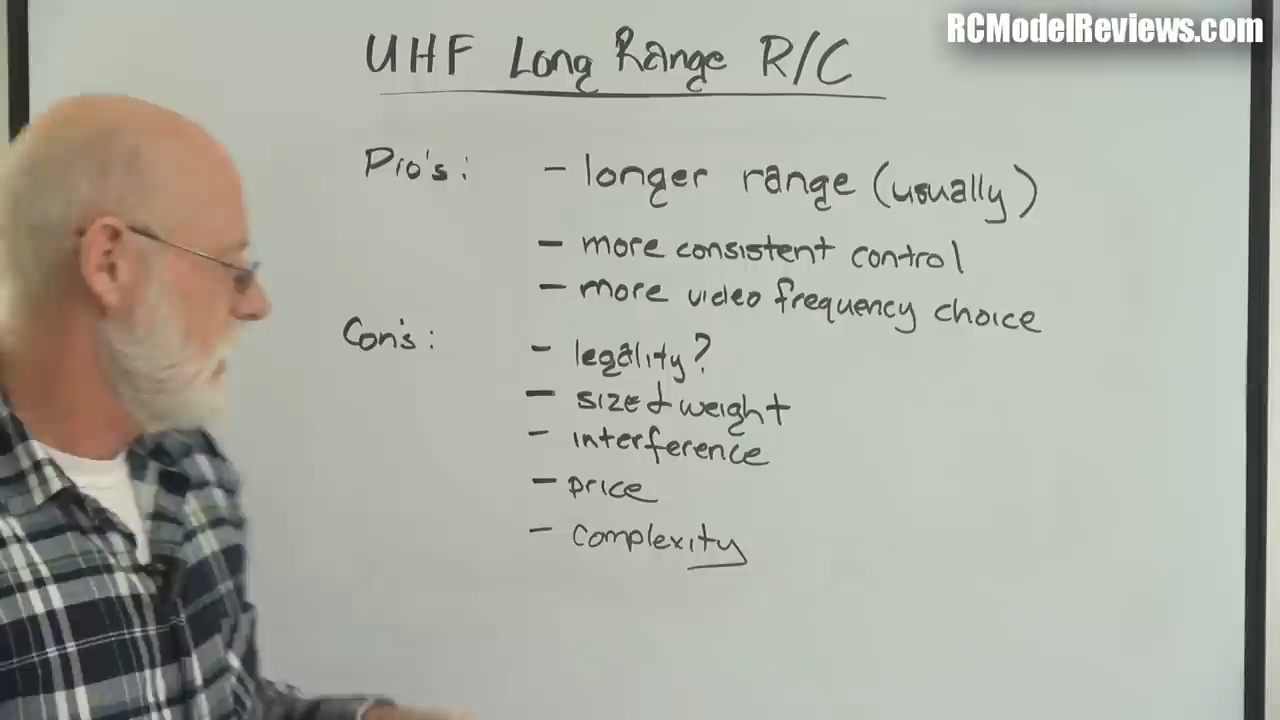 RCModelReviews.com
UHF Long Range R/C
Pro's: - longer range (usually)
- more consistent control
- more video frequency choice
Con's:
- legality?
- size & weight
- interference
- price
- complexity